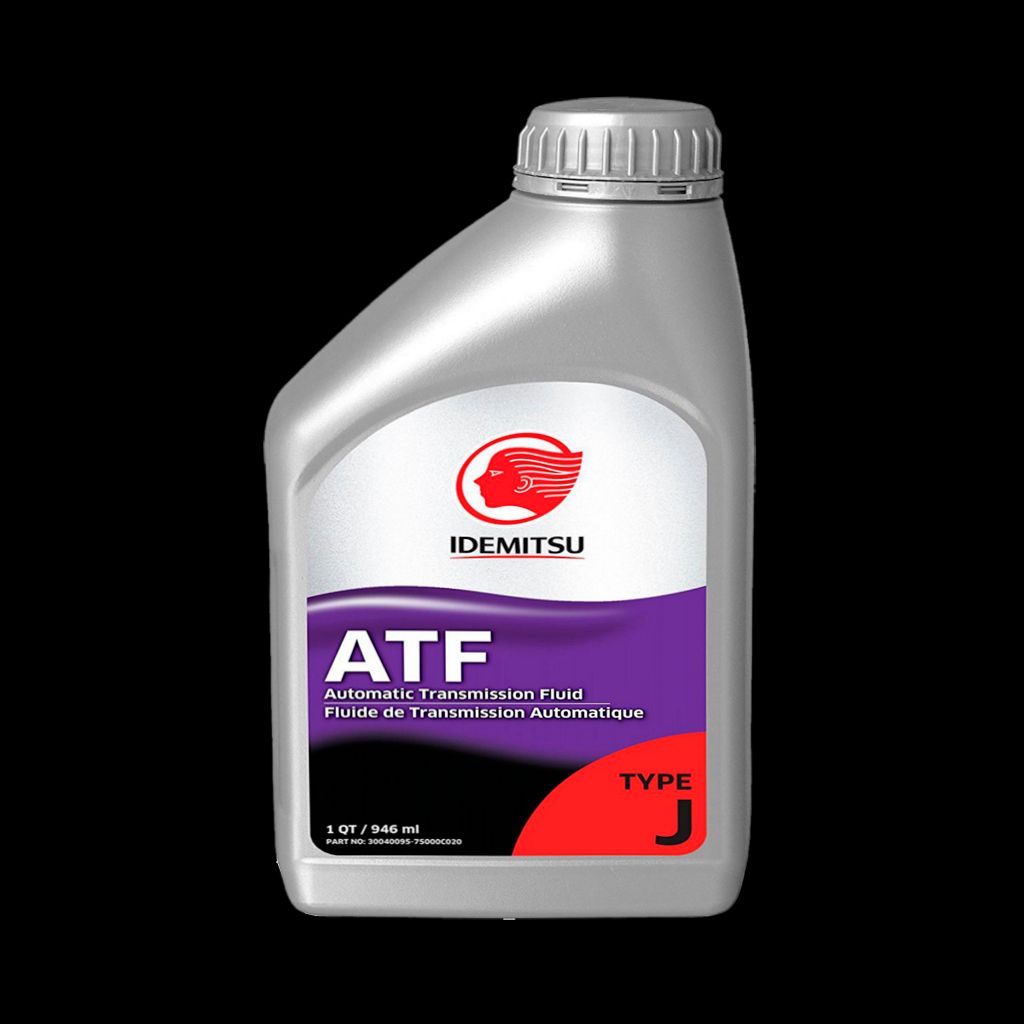 IDEMITSU
ATF
Automatic Transmission Fluid
Fluide de Transmission Automatique
TYPE
J
1 QT / 946 ml
PART NO: 30040095-75000C020